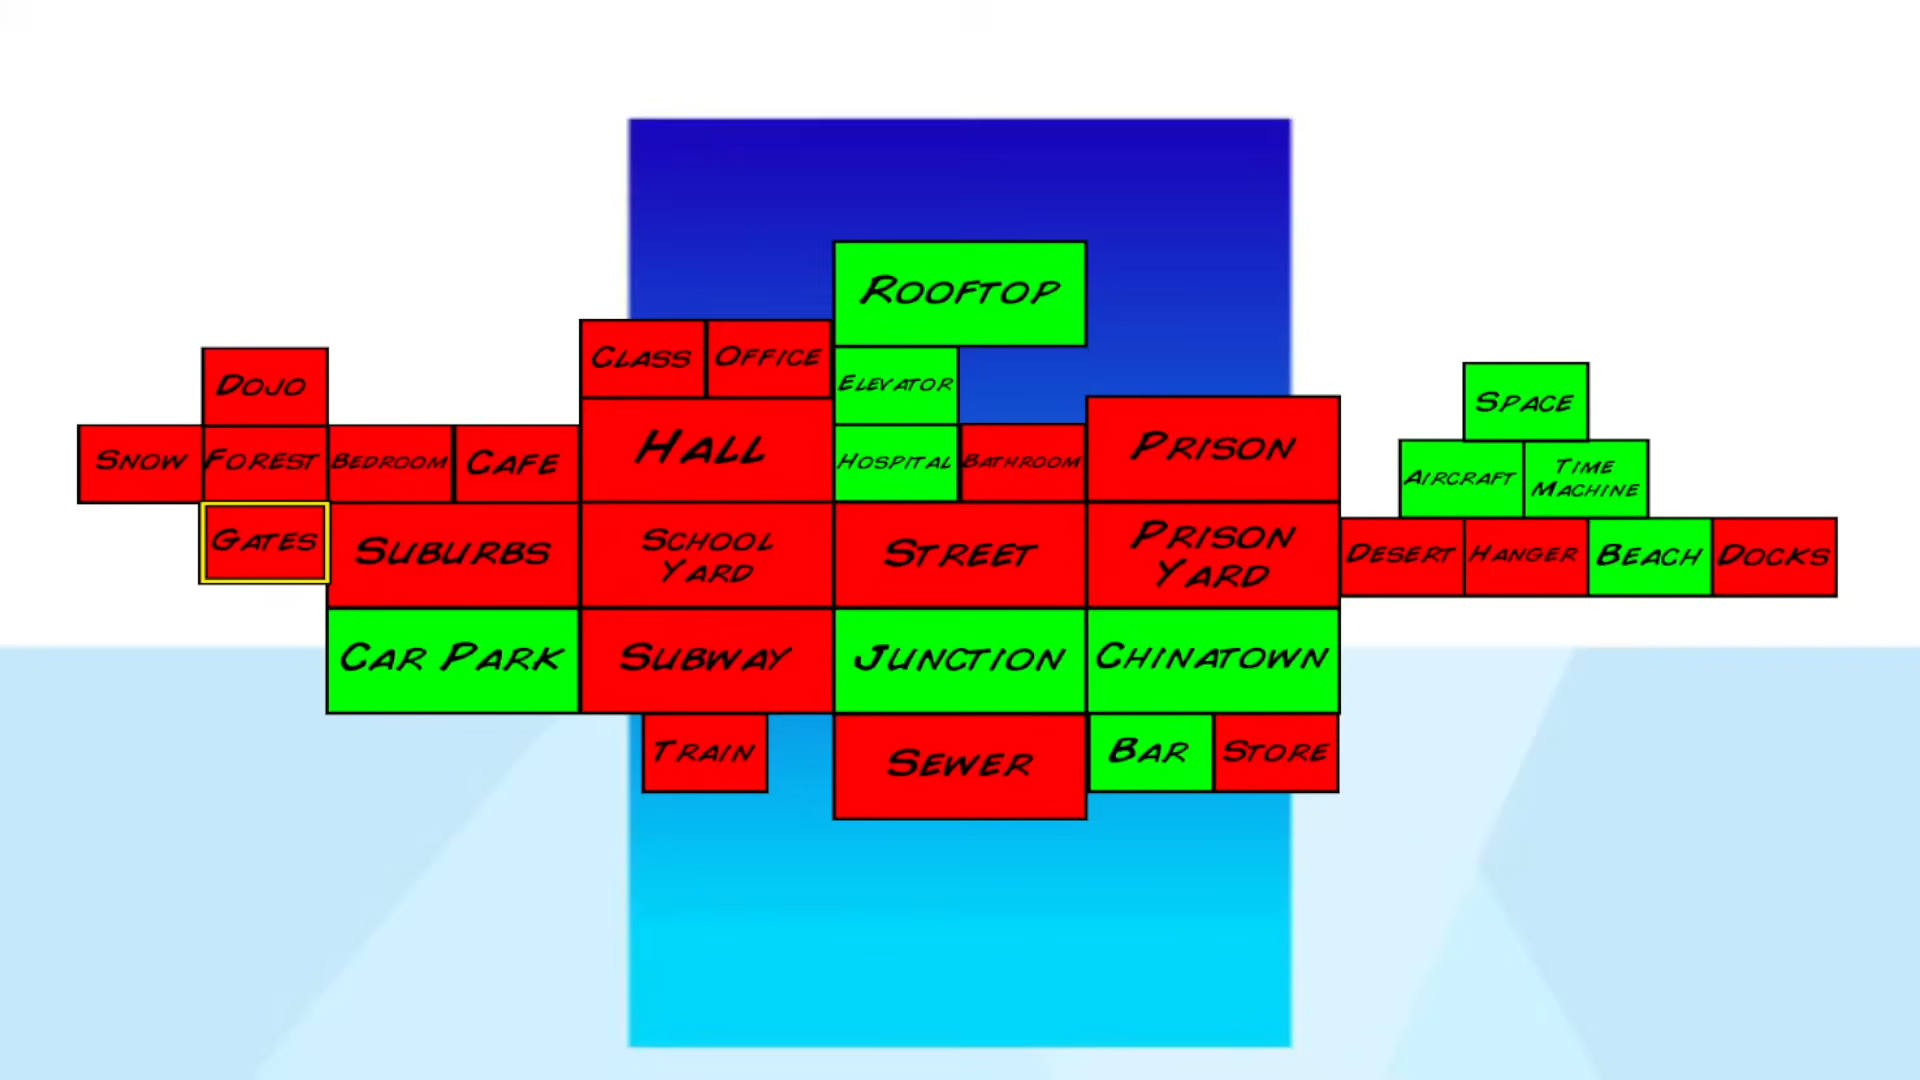 ROOFTOP
CLASS
OFFICE
DOJO
ELEVATOR
SPACE
SNOW
FOREST
BEDROOM
CAFE
HALL
HOSPITAL
BATHROOM
PRISON
AIRCRAFT
TIME
MACHINE
GATES
SUBURBS
SCHOOL
YARD
STREET
PRISON
YARD
DESERT
HANGER
BEACH
DOCKS
CAR PARK
SUBWAY
JUNCTION
CHINATOWN
TRAIN
SEWER
BAR
STORE